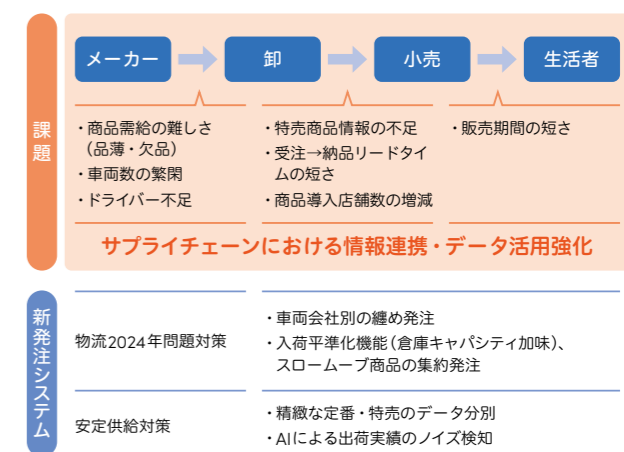 課題
メーカー
卸
小売
生活者
・商品需給の難しさ
（品薄・欠品）
・車両数の繁閑
・ドライバー不足
・特売商品情報の不足
・受注→納品リードタイ
ムの短さ
・商品導入店舗数の増減
・販売期間の短さ
サプライチェーンにおける情報連携・データ活用強化
新発注システム
物流2024年問題対策
・車両会社別の纏め発注
・入荷平準化機能（倉庫キャパシティ加味）、
スロームーブ商品の集約発注
安定供給対策
・精緻な定番・特売のデータ分別
・AIによる出荷実績のノイズ検知